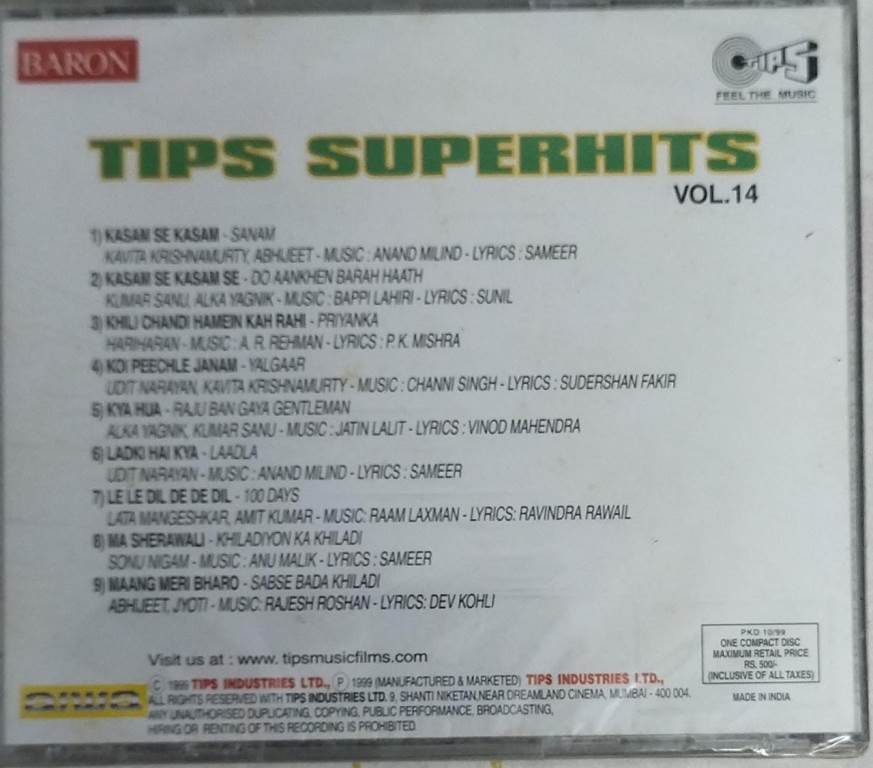 BARON
TIPS
FEEL THE MUSIC
TIPS SUPERHITS
VOL.14
1) KASAM SE KASAM - SANAM
KAVITA KRISHNAMURTY, ABHIJEET - MUSIC : ANAND MILIND - LYRICS : SAMEER
2) KASAM SE KASAM SE - DO AANKHEN BARAH HAATH
KUMAR SANU, ALKA YAGNIK - MUSIC : BAPPI LAHIRI - LYRICS : SUNIL
3) KHILI CHANDI HAMEIN KAH RAHI - PRIYANKA
HARIHARAN - MUSIC : A. R. REHMAN - LYRICS : P.K. MISHRA
4) KOI PEECHLE JANAM - YALGAAR
UDIT NARAYAN, KAVITA KRISHNAMURTY - MUSIC : CHANNI SINGH - LYRICS : SUDERSHAN FAKIR
5) KYA HUA - RAJU BAN GAYA GENTLEMAN
ALKA YAGNIK, KUMAR SANU - MUSIC : JATIN LALIT - LYRICS : VINOD MAHENDRA
6) LADKI HAI KYA - LAADLA
UDIT NARAYAN - MUSIC : ANAND MILIND - LYRICS : SAMEER
7) LE LE DIL DE DE DIL - 100 DAYS
LATA MANGESHKAR, AMIT KUMAR - MUSIC: RAAM LAXMAN - LYRICS: RAVINDRA RAWAIL
8) MA SHERAWALI - KHILADIYON KA KHILADI
SONU NIGAM - MUSIC : ANU MALIK - LYRICS : SAMEER
9) MAANG MERI BHARO - SABSE BADA KHILADI
ABHIJEET, JYOTI - MUSIC: RAJESH ROSHAN - LYRICS: DEV KOHLI
PKD 10/99
ONE COMPACT DISC
MAXIMUM RETAIL PRICE
RS. 500/-
(INCLUSIVE OF ALL TAXES)
MADE IN INDIA
Visit us at : www. tipsmusicfilms.com
aiwa
© 1999 TIPS INDUSTRIES LTD., ℗ 1999 (MANUFACTURED & MARKETED) TIPS INDUSTRIES LTD.,
ALL RIGHTS RESERVED WITH TIPS INDUSTRIES LTD. 9, SHANTI NIKETAN,NEAR DREAMLAND CINEMA, MUMBAI - 400 004.
ANY UNAUTHORISED DUPLICATING, COPYING, PUBLIC PERFORMANCE, BROADCASTING,
HIRING OR RENTING OF THIS RECORDING IS PROHIBITED